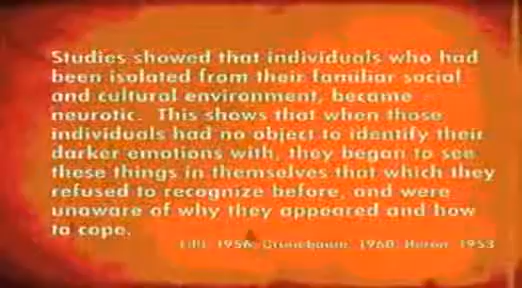 Studies showed that individuals who had
been isolated from their familiar social
and cultural environment, became
neurotic. This shows that when those
individuals had no object to identify their
darker emotions with, they began to see
these things in themselves that which they
refused to recognize before, and were
unaware of why they appeared and how
to cope.
1956; 1960; Heron, 1953